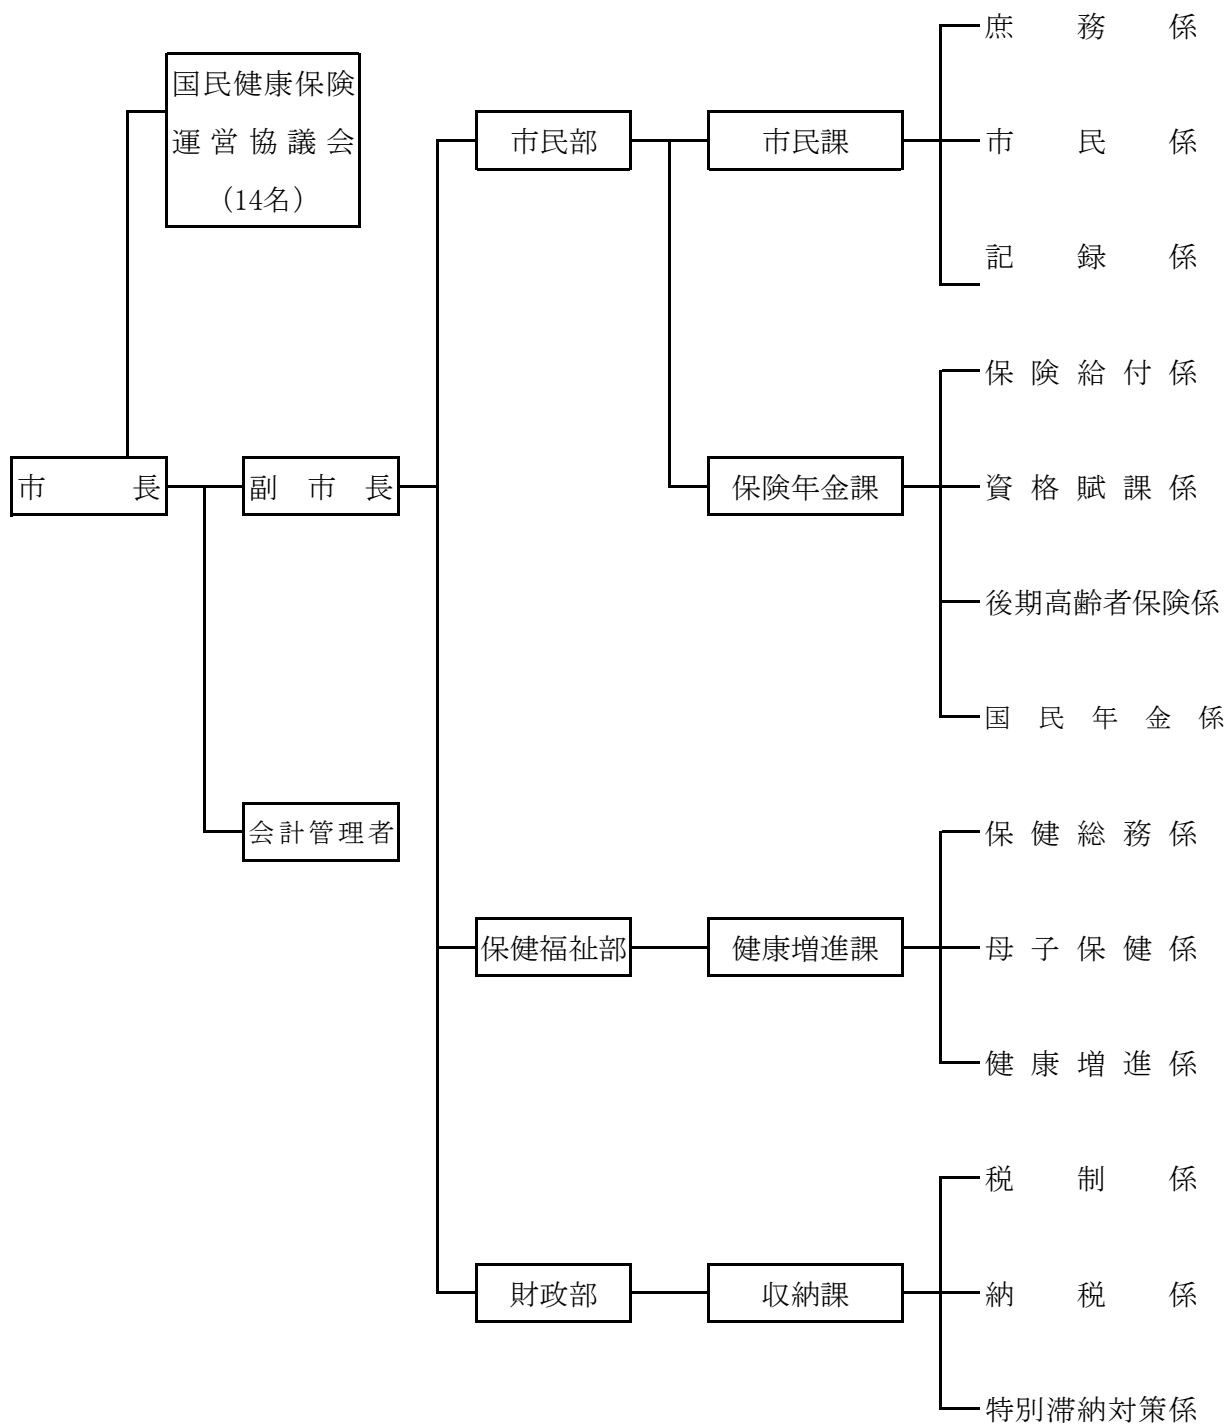 庶務係
国民健康保険
運営協議会
(14名)
市民部
市民課
市民係
記録係
保険給付係
市長
副市長
保険年金課
資格賦課係
後期高齢者保険係
国民年金係
会計管理者
保健総務係
保健福祉部
健康増進課
母子保健係
健康増進係
税制係
財政部
収納課
納税係
特別滞納対策係